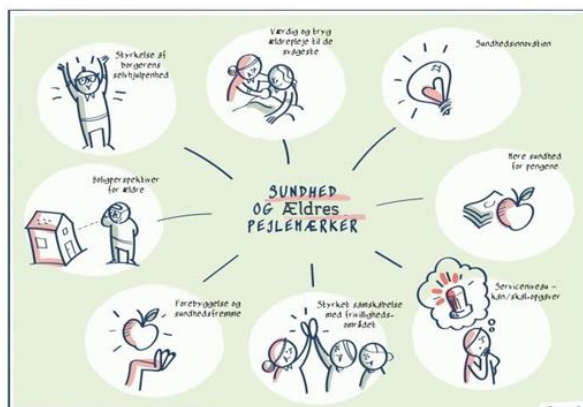 Styrkelse af
borgerens
selvhjulpenhed
Værdig og tryg
ældrepleje til de
svageste
Sundhedsinnovation
Mere sundhed
for pengene
Serviceniveau -
kan/skal-opgaver
Styrket samskabelse
med frivilligheds-
området
Forebyggelse og
sundhedsfremme
Boligperspektiver
for ældre
SUNDHED
OG Ældres
PEJLEMÆRKER